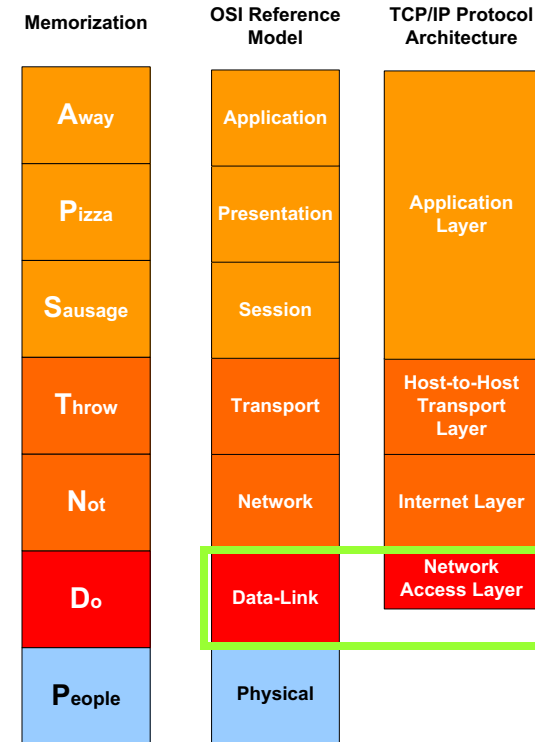 Memorization
OSI Reference
Model
TCP/IP Protocol
Architecture
Away
Pizza
Sausage
Throw
Not
Do
People
Application
Presentation
Session
Transport
Network
Data-Link
Physical
Application
Layer
Host-to-Host
Transport
Layer
Internet Layer
Network
Access Layer